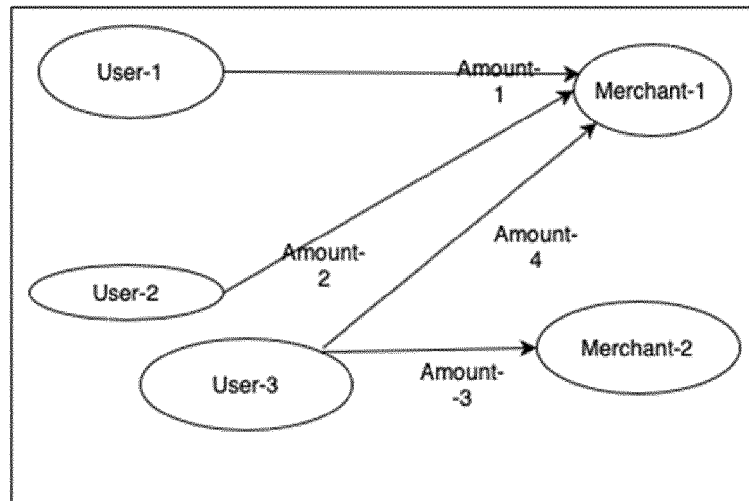 User-1
Amount-
1
Merchant-1
Amount-
2
Amount-
4
User-2
User-3
Amount-
-3
Merchant-2